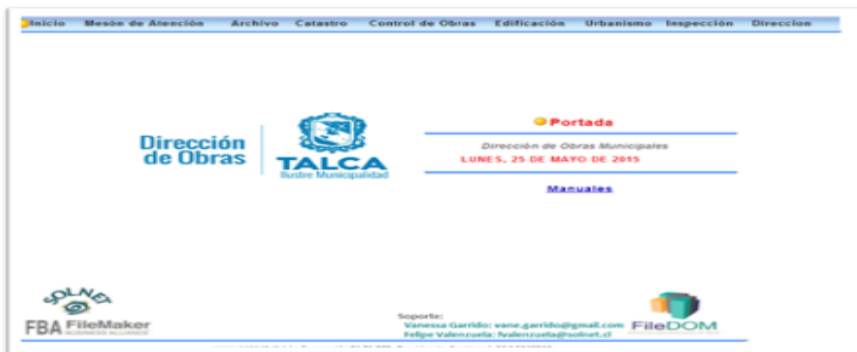 Inicio Mesón de Atención Archivo Catastro Control de Obras Edificación Urbanismo Inspección Direccion
Dirección
de Obras
TALCA
Ilustre Municipalidad
Portada
Dirección de Obras Municipales
LUNES, 25 DE MAYO DE 2015
Manuales
SOLNET
FBA FileMaker
BUSINESS ALLIANCE
Soporte:
Vanessa Garrido: vane.garrido@gmail.com
Felipe Valenzuela: fvalenzuela@solnet.cl
FileDOM